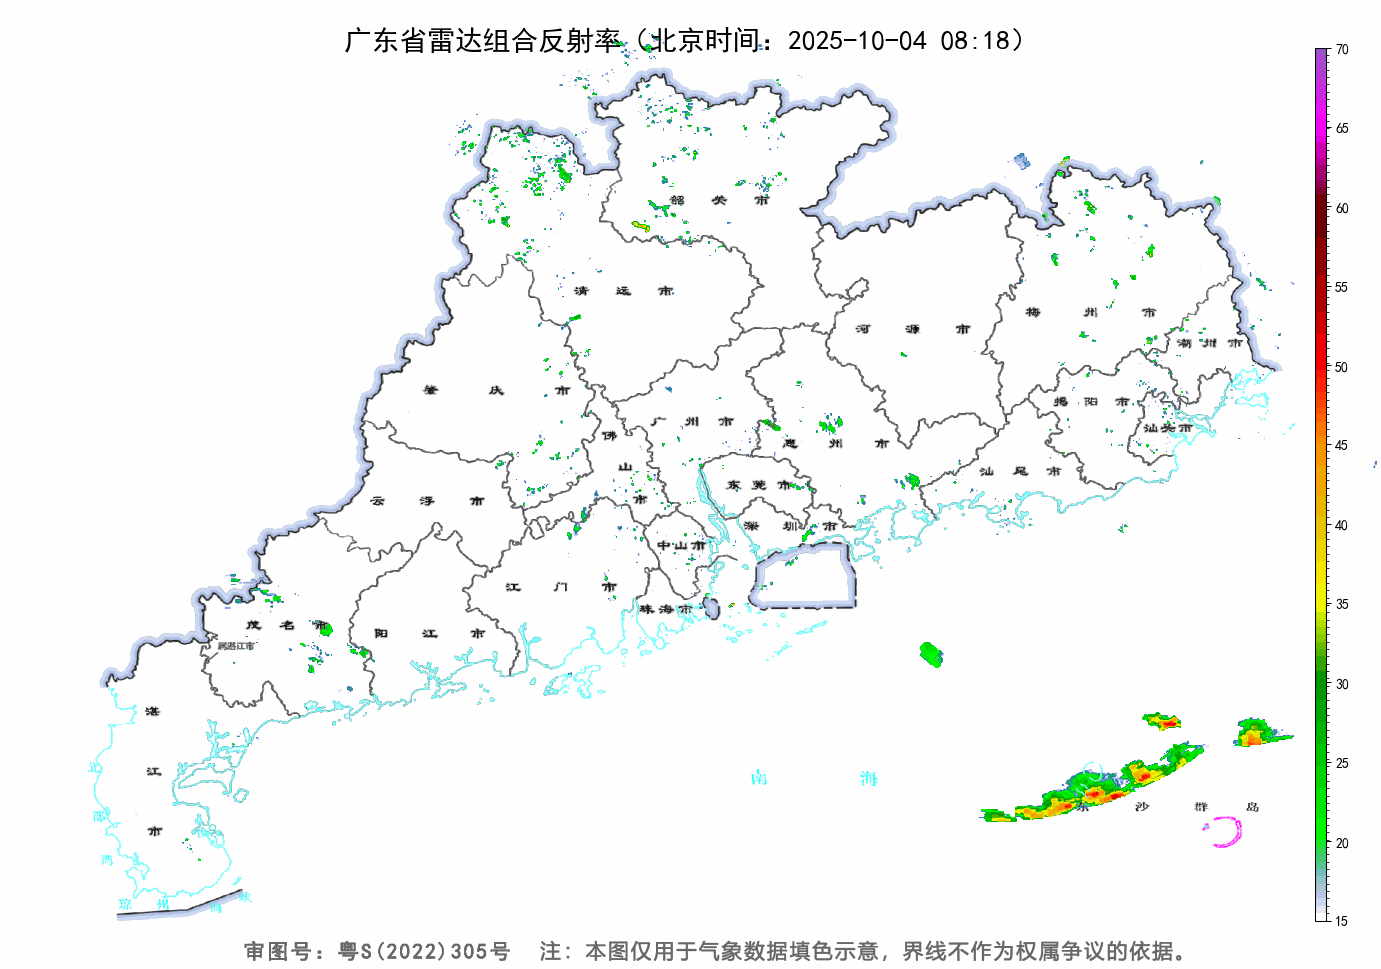 广东省雷达组合反射率（北京时间：2025-10-04 08:18）
70
65
60
55
50
45
40
35
30
25
20
15
韶关市
清远市
河源市
梅州市
潮州市
肇庆市
揭阳市
汕头市
广州市
佛山市
惠州市
汕尾市
云浮市
东莞市
深圳市
中山市
江门市
珠海市
茂名市
属湛江市
阳江市
湛江市
南海
东沙群岛
北部湾
琼州海峡
审图号：粤S(2022)305号 注：本图仅用于气象数据填色示意，界线不作为权属争议的依据。